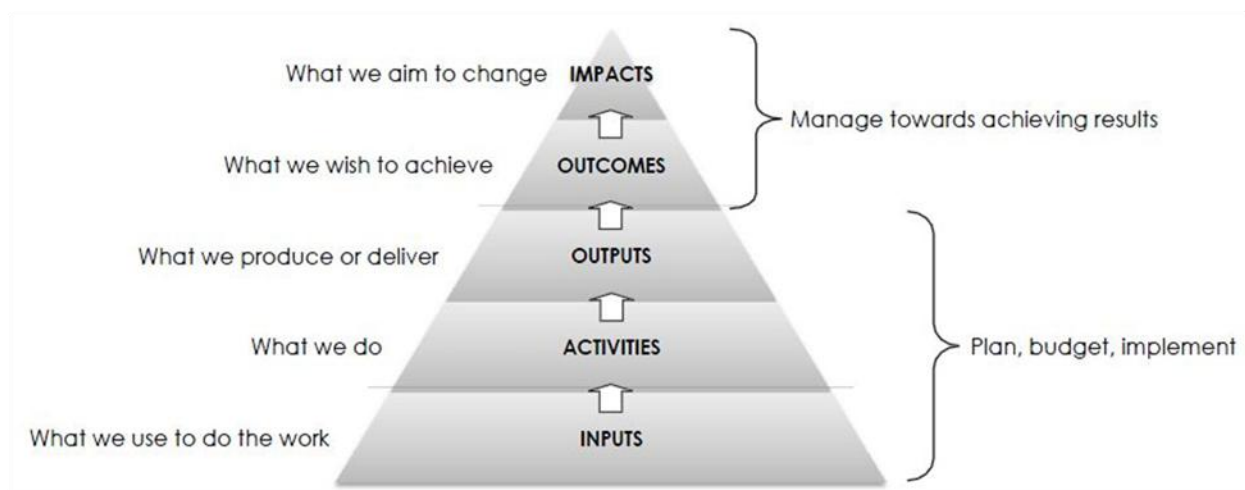 What we aim to change IMPACTS
Manage towards achieving results
What we wish to achieve OUTCOMES
What we produce or deliver OUTPUTS
What we do ACTIVITIES
Plan, budget, implement
What we use to do the work INPUTS